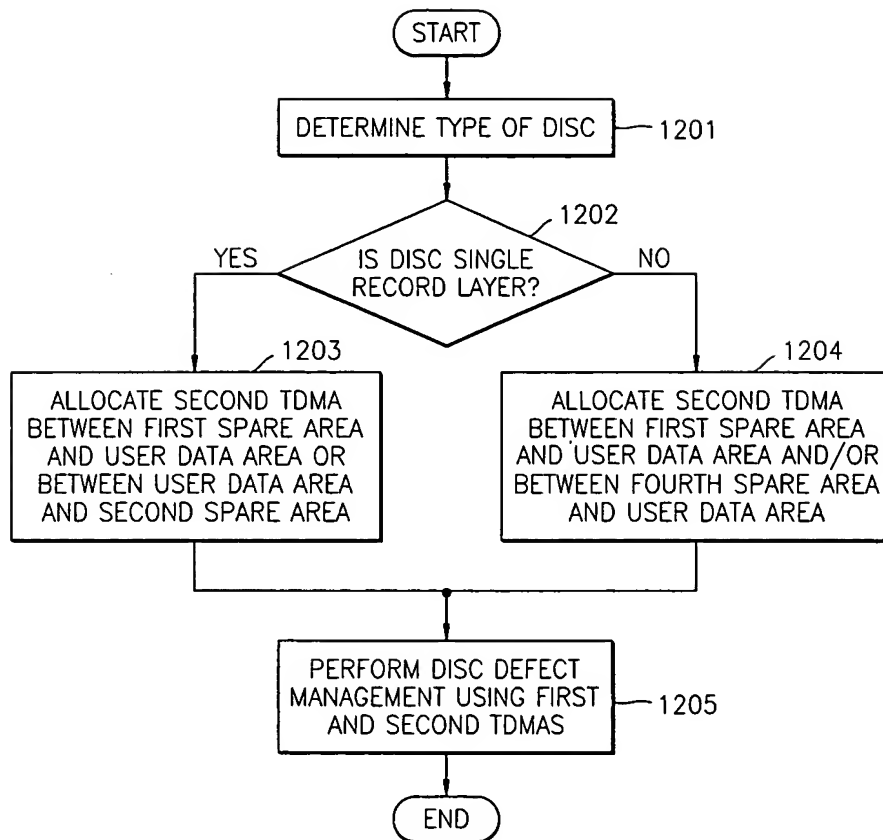 START
DETERMINE TYPE OF DISC
1201
1202
YES
IS DISC SINGLE
RECORD LAYER?
NO
1203
ALLOCATE SECOND TDMA
BETWEEN FIRST SPARE AREA
AND USER DATA AREA OR
BETWEEN USER DATA AREA
AND SECOND SPARE AREA
1204
ALLOCATE SECOND TDMA
BETWEEN FIRST SPARE AREA
AND USER DATA AREA AND/OR
BETWEEN FOURTH SPARE AREA
AND USER DATA AREA
PERFORM DISC DEFECT
MANAGEMENT USING FIRST
AND SECOND TDMAS
1205
END